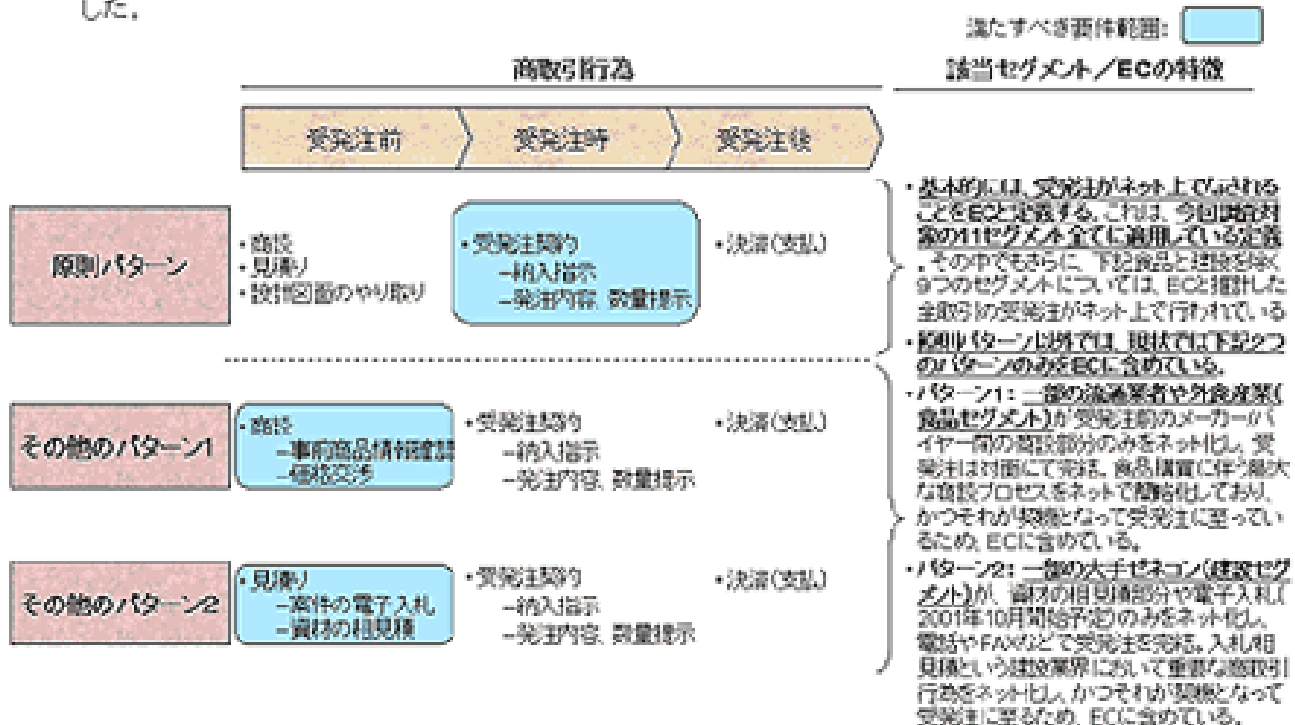 した。
満たすべき要件範囲:
商取引行為
該当セグメント／ECの特徴
受発注前
受発注時
受発注後
原則パターン
・商談
・見積り
・設計図面のやり取り
・受発注契約
－納入指示
－発注内容、数量提示
・決済(支払)
その他のパターン1
・商談
－事前商品情報確認
－価格交渉
・受発注契約
－納入指示
－発注内容、数量提示
・決済(支払)
その他のパターン2
・見積り
－案件の電子入札
－資材の相見積
・受発注契約
－納入指示
－発注内容、数量提示
・決済(支払)
・基本的には、受発注がネット上でなされる
ことをECと定義する。これは、今回調査対
象の11セグメント全てに適用している定義
。その中でもさらに、下記食品と建設を除く
9つのセグメントについては、ECと推計した
全取引の受発注がネット上で行われている
・原則パターン以外では、現状では下記2つ
のパターンのみをECに含めている。
・パターン1：一部の流通業者や外食産業(
食品セグメント)が受発注前のメーカー/バ
イヤー間の商談部分のみをネット化し、受
発注は対面にて完結。食品購買に伴う膨大
な商談プロセスをネットで簡略化しており、
かつそれが契機となって受発注に至ってい
るため、ECに含めている。
・パターン2：一部の大手ゼネコン(建設セグ
メント)が、資材の相見積部分や電子入札(
2001年10月開始予定)のみをネット化し、
電話やFAXなどで受発注を完結。入札/相
見積という建設業界において重要な商取引
行為をネット化し、かつそれが契機となって
受発注に至るため、ECに含めている。